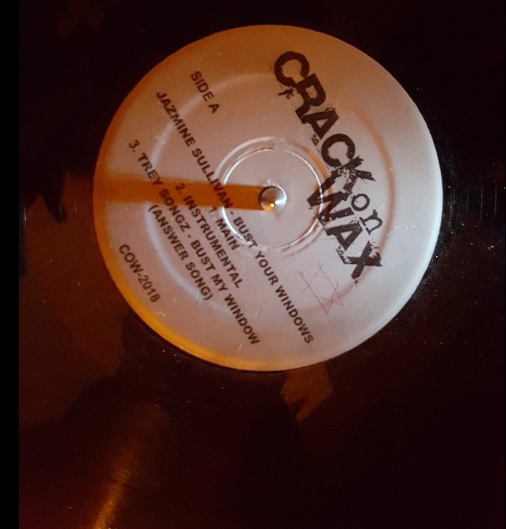 CRACK
on
WAX
SIDE A
JAZMINE SULLIVAN - BUST YOUR WINDOWS
1. MAIN
2. INSTRUMENTAL
3. TREY SONGZ - BUST MY WINDOW
(ANSWER SONG)
COW-2018